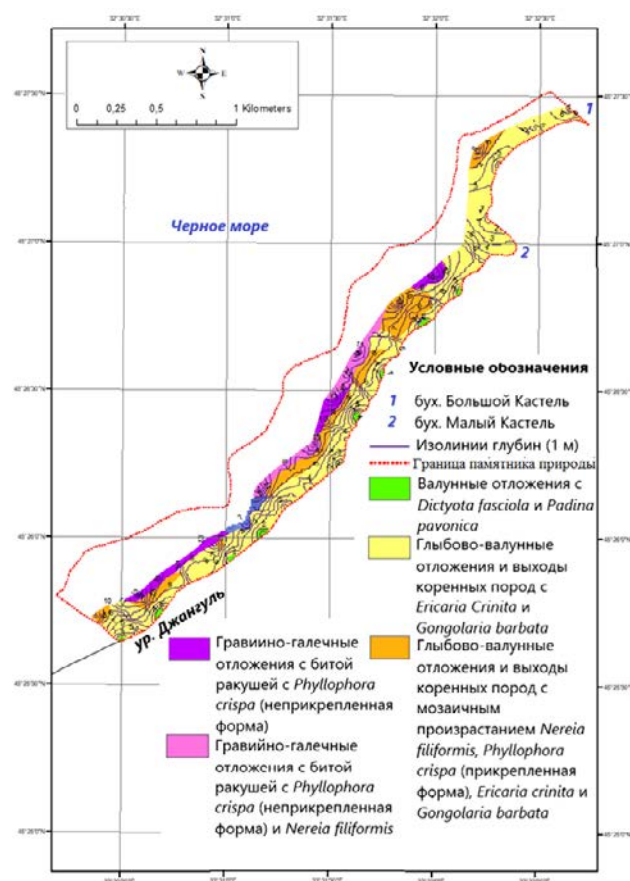 N
W E
S
0 0,25 0,5 1 Kilometers
Черное море
1
2
Условные обозначения
1 бух. Большой Кастель
2 бух. Малый Кастель
Изолинии глубин (1 м)
Граница памятника природы
Валунные отложения с
Dictyota fasciola и Padina
pavonica
Глыбово-валунные
отложения и выходы
коренных пород с
Ericaria Crinita и
Gongolaria barbata
ур. Джангуль
Гравийно-галечные
отложения с битой
ракушей с Phyllophora
crispa (неприкрепленная
форма)
Гравийно-галечные
отложения с битой
ракушей с Phyllophora
crispa (неприкрепленная
форма) и Nereia filiformis
Глыбово-валунные
отложения и выходы
коренных пород с
мозаичным
произрастанием Nereia
filiformis, Phyllophora
crispa (прикрепленная
форма), Ericaria crinita и
Gongolaria barbata